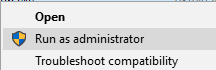 Open
Run as administrator
Troubleshoot compatibility